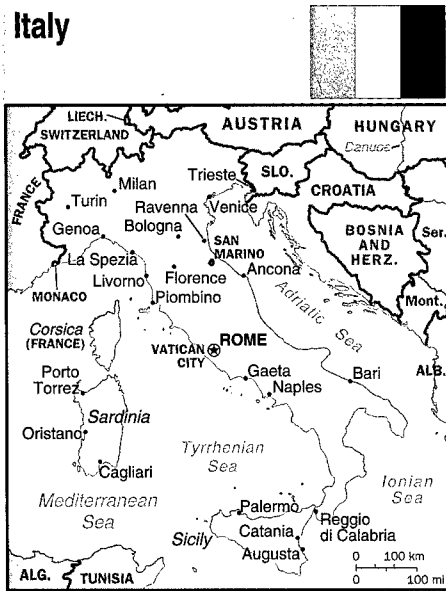 Italy
LIECH.
SWITZERLAND
AUSTRIA
HUNGARY
Danube
FRANCE
Milan
Turin
Trieste
SLO.
CROATIA
Venice
Ravenna
Genoa
Bologna
SAN
MARINO
BOSNIA
AND
HERZ.
Ser.
La Spezia
Livorno
Florence
Ancona
MONACO
Piombino
Adriatic Sea
Mont.
Corsica
(FRANCE)
VATICAN
CITY
ROME
ALB.
Porto
Torrez
Gaeta
Naples
Bari
Sardinia
Oristano
Tyrrhenian
Sea
Cagliari
Ionian
Sea
Mediterranean
Sea
Palermo
Reggio
di Calabria
Sicily
Catania
Augusta
0 100 km
0 100 mi
ALG.
TUNISIA